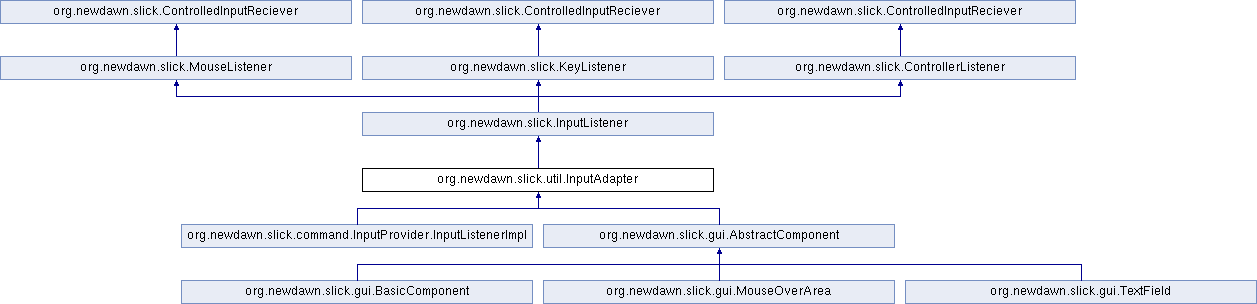 org.newdawn.slick.ControlledInputReciever
org.newdawn.slick.ControlledInputReciever
org.newdawn.slick.ControlledInputReciever
org.newdawn.slick.MouseListener
org.newdawn.slick.KeyListener
org.newdawn.slick.ControllerListener
org.newdawn.slick.InputListener
org.newdawn.slick.util.InputAdapter
org.newdawn.slick.command.InputProvider.InputListenerImpl
org.newdawn.slick.gui.AbstractComponent
org.newdawn.slick.gui.BasicComponent
org.newdawn.slick.gui.MouseOverArea
org.newdawn.slick.gui.TextField